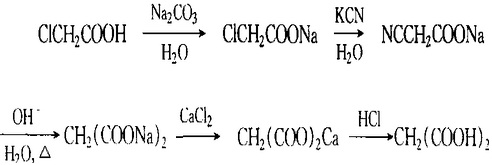 Na₂CO₃ KCN
ClCH₂COOH → ClCH₂COONa → NCCH₂COONa
H₂O H₂O
OH⁻ CaCl₂ HCl
→ CH₂(COONa)₂ → CH₂(COO)₂Ca → CH₂(COOH)₂
H₂O, △